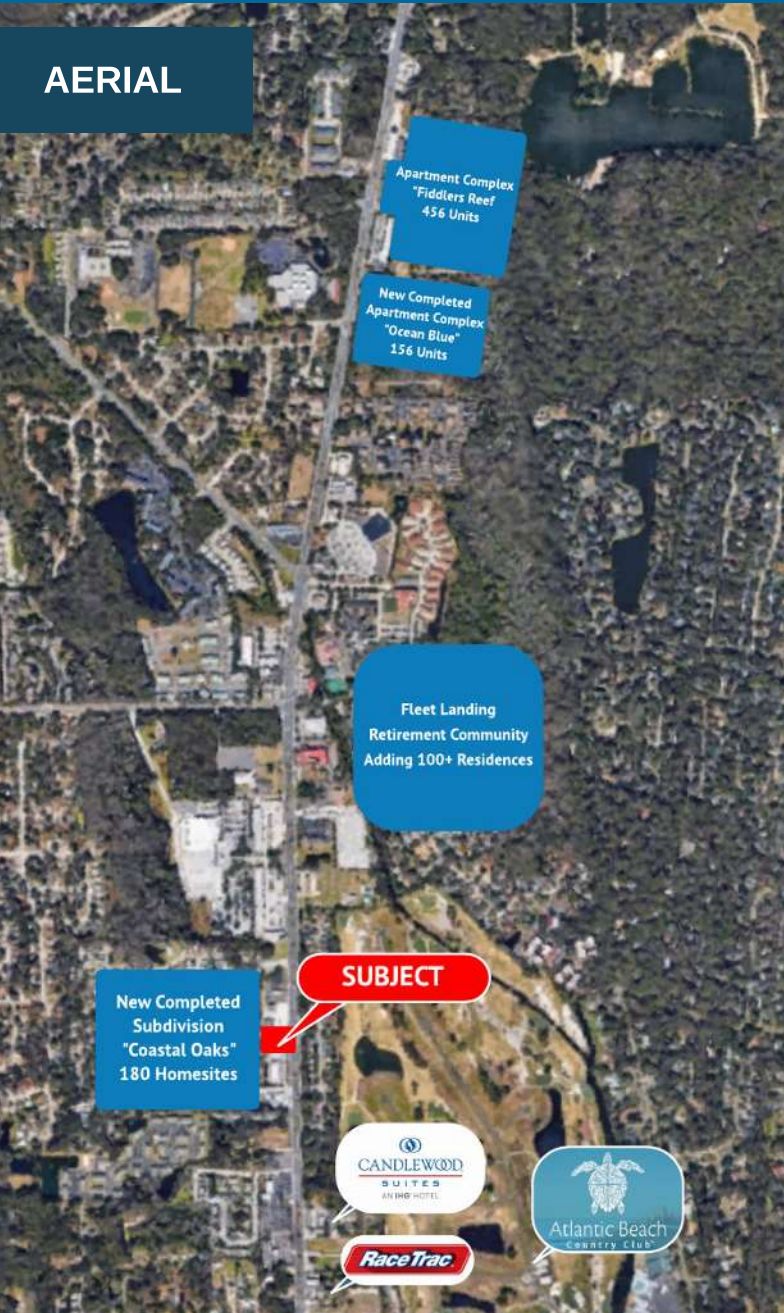 AERIAL
Apartment Complex
"Fiddlers Reef
456 Units
New Completed
Apartment Complex
"Ocean Blue"
156 Units
Fleet Landing
Retirement Community
Adding 100+ Residences
SUBJECT
New Completed
Subdivision
"Coastal Oaks"
180 Homesites
CANDLEWOOD
SUITES
AN IHG HOTEL
Atlantic Beach
Country Club
RaceTrac